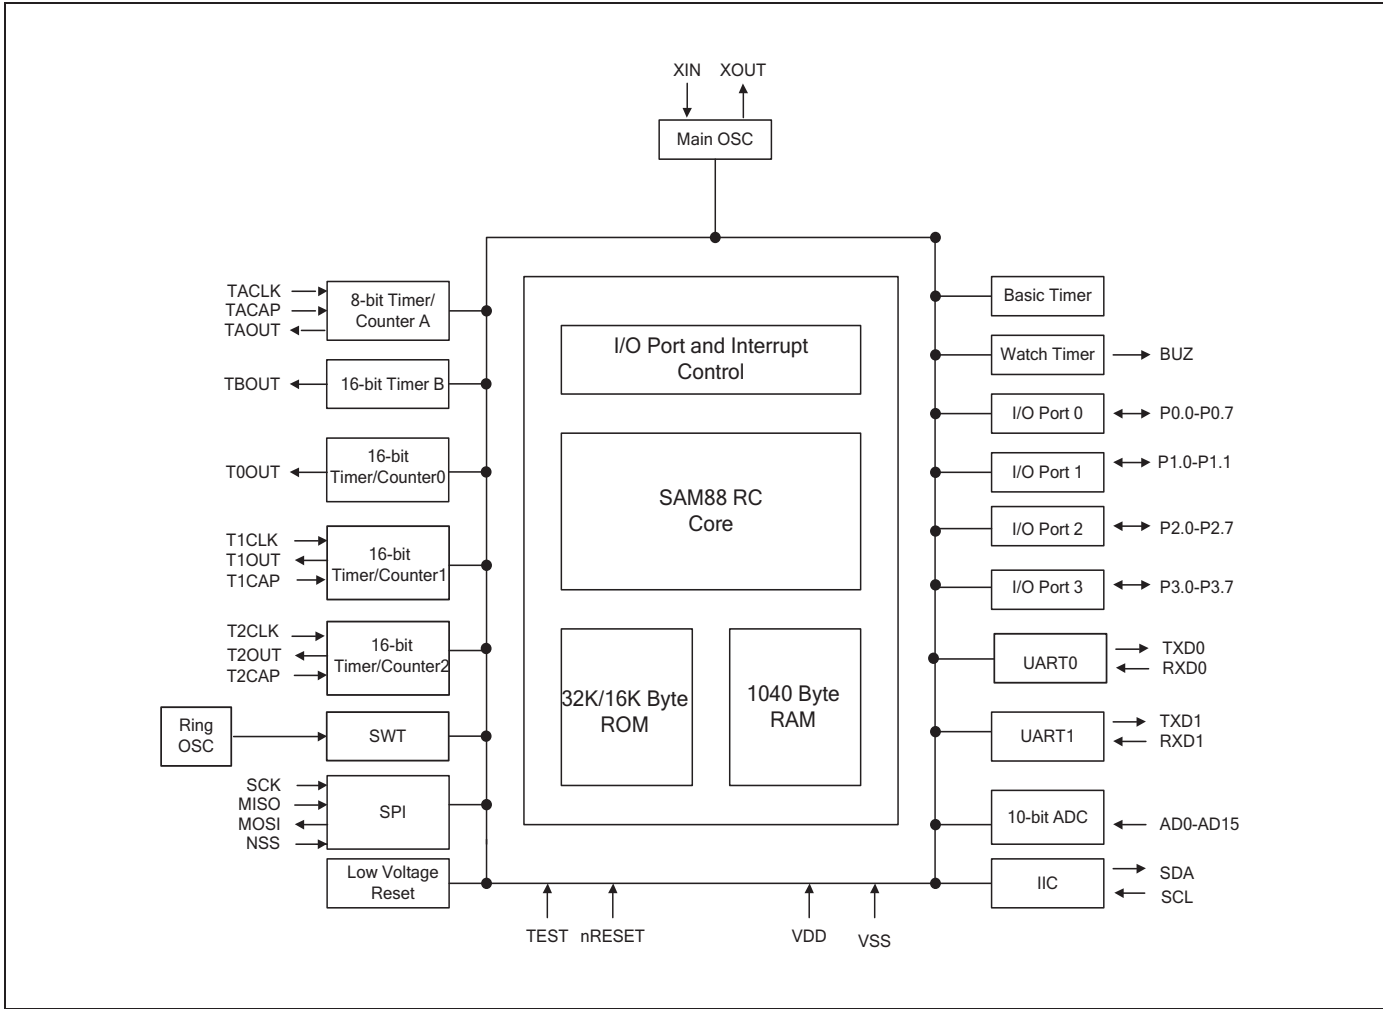 XIN XOUT
Main OSC
TACLK
TACAP
TAOUT
8-bit Timer/
Counter A
TBOUT
16-bit Timer B
T0OUT
16-bit
Timer/Counter0
T1CLK
T1OUT
T1CAP
16-bit
Timer/Counter1
T2CLK
T2OUT
T2CAP
16-bit
Timer/Counter2
Ring
OSC
SWT
SCK
MISO
MOSI
NSS
SPI
Low Voltage
Reset
I/O Port and Interrupt
Control
SAM88 RC
Core
32K/16K Byte
ROM
1040 Byte
RAM
Basic Timer
Watch Timer
BUZ
I/O Port 0
P0.0-P0.7
I/O Port 1
P1.0-P1.1
I/O Port 2
P2.0-P2.7
I/O Port 3
P3.0-P3.7
UART0
TXD0
RXD0
UART1
TXD1
RXD1
10-bit ADC
AD0-AD15
IIC
SDA
SCL
TEST nRESET VDD VSS